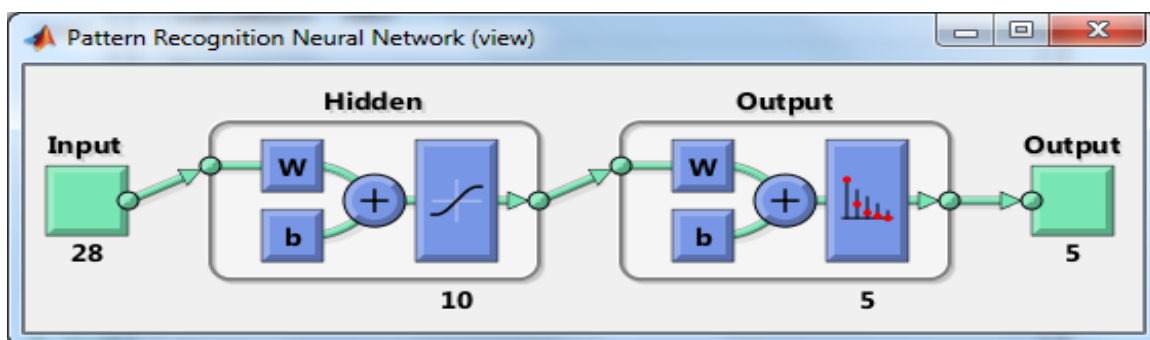 Pattern Recognition Neural Network (view)
Hidden
Output
Input
Output
W
W
+
+
b
b
28
5
10
5